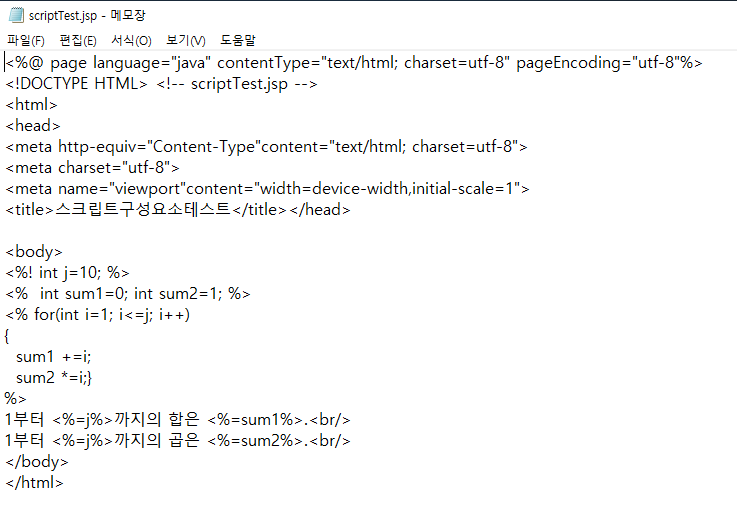 scriptTest.jsp - 메모장
파일(F) 편집(E) 서식(O) 보기(V) 도움말
<%@ page language="java" contentType="text/html; charset=utf-8" pageEncoding="utf-8"%>
<!DOCTYPE HTML> <!-- scriptTest.jsp -->
<html>
<head>
<meta http-equiv="Content-Type"content="text/html; charset=utf-8">
<meta charset="utf-8">
<meta name="viewport"content="width=device-width,initial-scale=1">
<title>스크립트구성요소테스트</title></head>

<body>
<%! int j=10; %>
<%  int sum1=0; int sum2=1; %>
<% for(int i=1; i<=j; i++)
{
  sum1 +=i;
  sum2 *=i;}
%>
1부터 <%=j%>까지의 합은 <%=sum1%>.<br/>
1부터 <%=j%>까지의 곱은 <%=sum2%>.<br/>
</body>
</html>